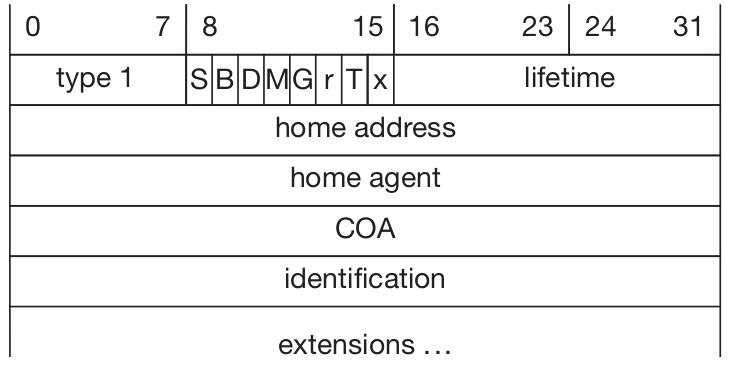 0 7 8 15 16 23 24 31
type 1 S B D M G r T x lifetime
home address
home agent
COA
identification
extensions ...